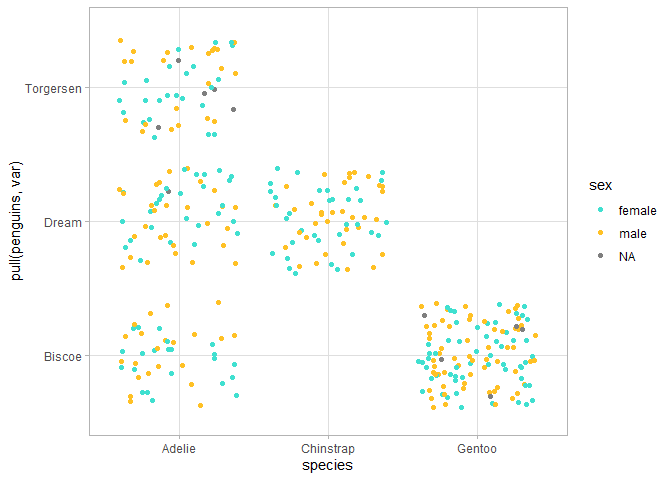 pull(penguins, var)
Torgersen
Dream
Biscoe
Adelie
Chinstrap
Gentoo
species
sex
female
male
NA